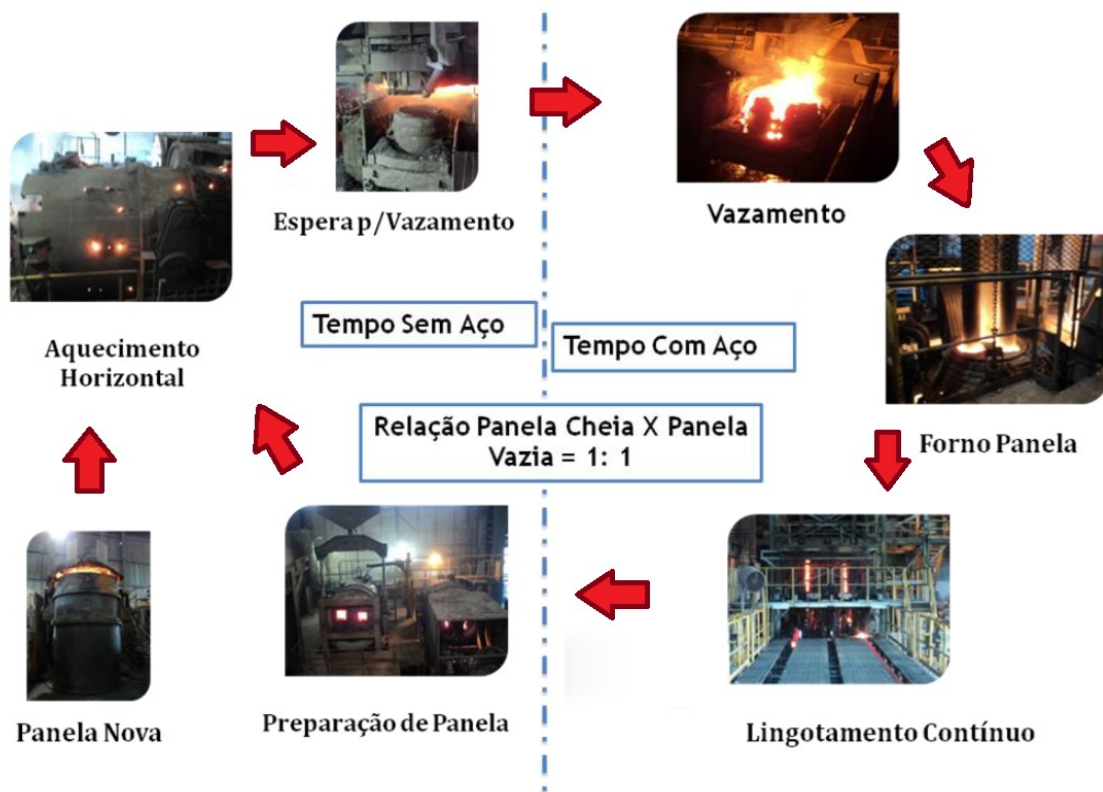 Espera p/Vazamento
Vazamento
Aquecimento
Horizontal
Tempo Sem Aço
Tempo Com Aço
Relação Panela Cheia X Panela
Vazia = 1: 1
Forno Panela
Panela Nova
Preparação de Panela
Lingotamento Contínuo